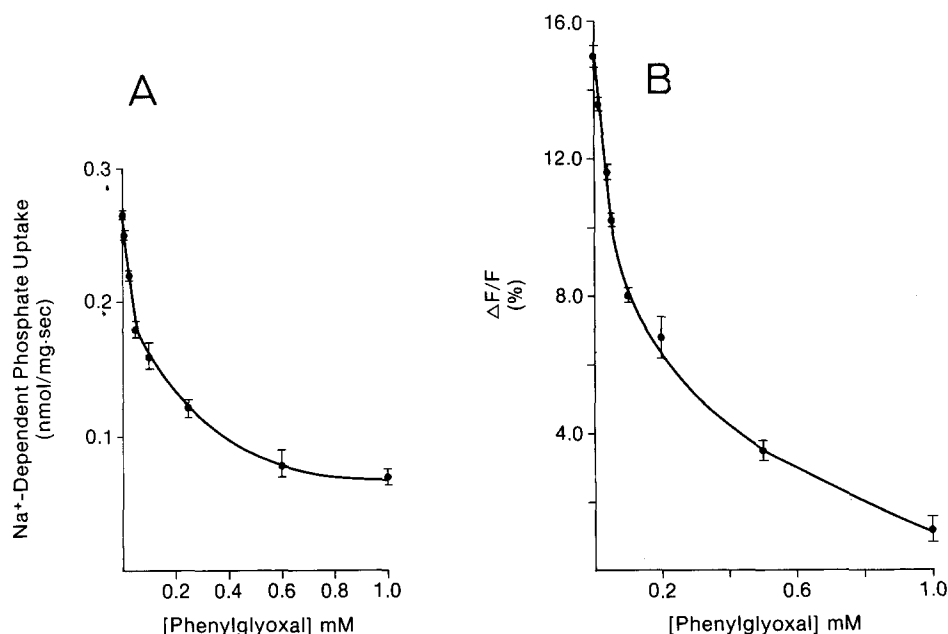 A
0.3
0.2
0.1
Na⁺-Dependent Phosphate Uptake
(nmol/mg·sec)
0.2 0.4 0.6 0.8 1.0
[Phenylglyoxal] mM
B
16.0
12.0
8.0
4.0
△F/F
(%)
0.2 0.6 1.0
[Phenylglyoxal] mM